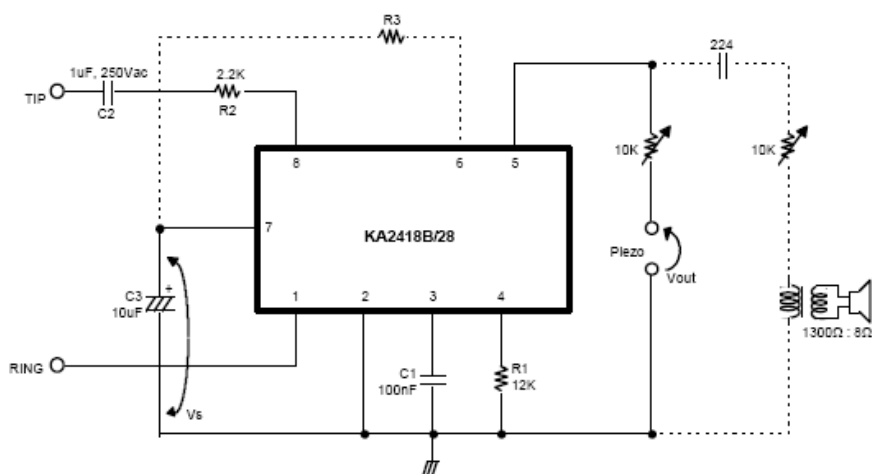 R3
224
1uF, 250Vac
2.2K
TIP
C2
R2
8
6
5
10K
10K
7
KA2418B/28
Piezo
Vout
C3
10uF
+
1
2
3
4
1300Ω : 8Ω
RING
C1
100nF
R1
12K
Vs